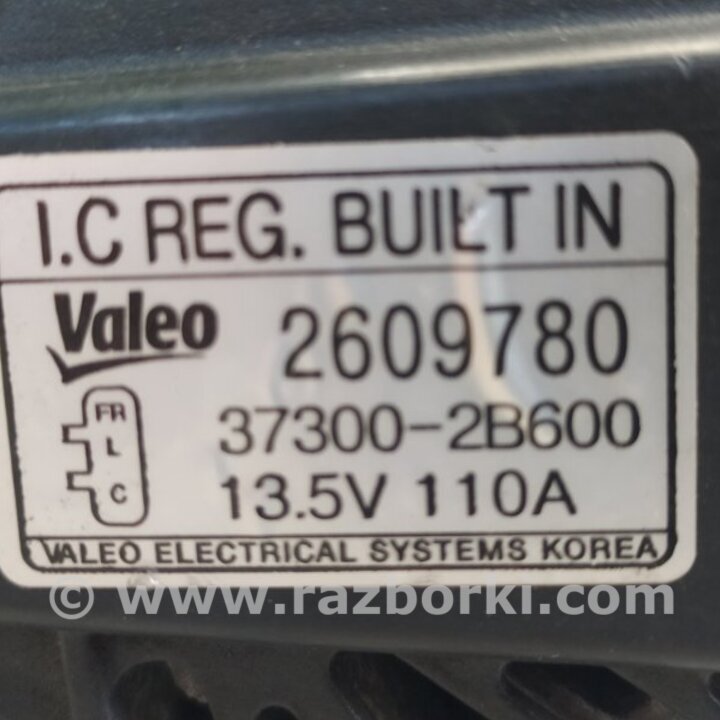 I.C REG. BUILT IN
Valeo 2609780
FR
L
C
37300-2B600
13.5V 110A
VALEO ELECTRICAL SYSTEMS KOREA
© www.razborki.com